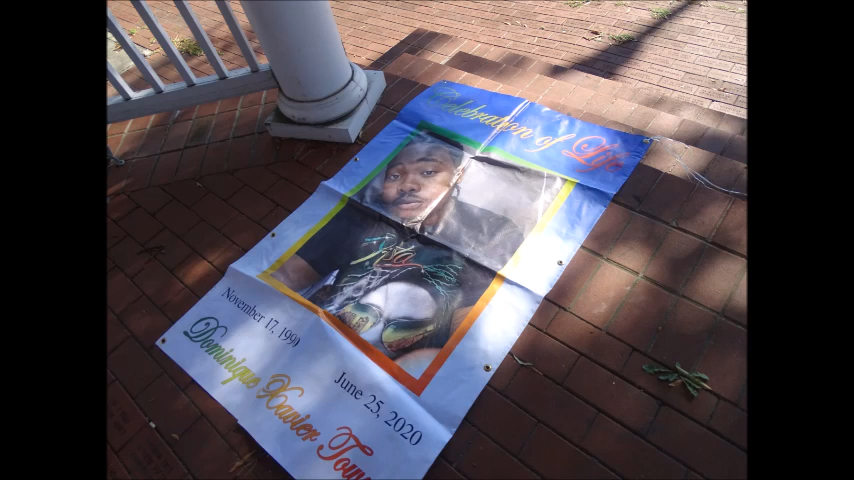 Celebration of Life
November 17, 1990
June 25, 2020
Dominique Xavier